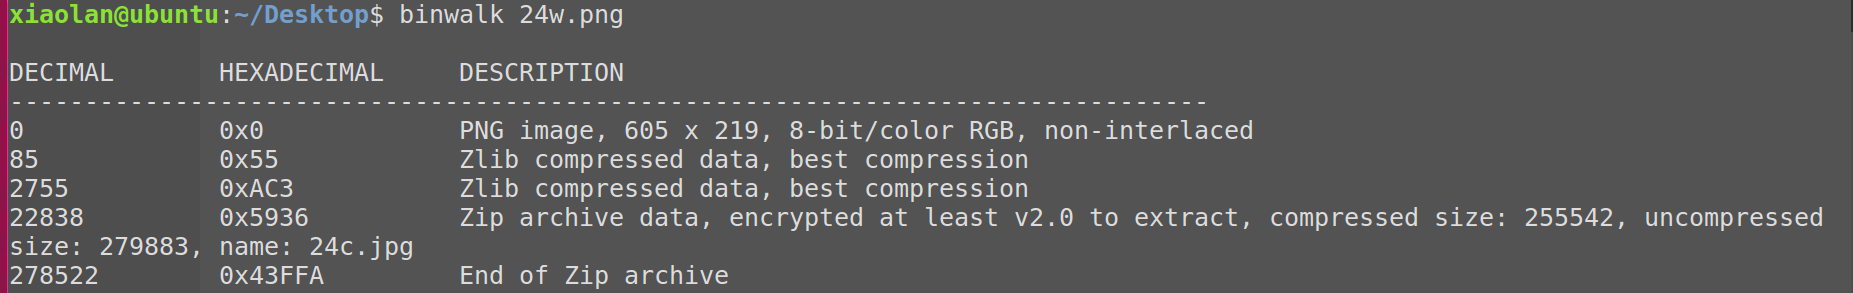 xiaolan@ubuntu:~/Desktop$ binwalk 24w.png
DECIMAL       HEXADECIMAL     DESCRIPTION
--------------------------------------------------------------------------------
0             0x0             PNG image, 605 x 219, 8-bit/color RGB, non-interlaced
85            0x55            Zlib compressed data, best compression
2755          0xAC3           Zlib compressed data, best compression
22838         0x5936          Zip archive data, encrypted at least v2.0 to extract, compressed size: 255542, uncompressed
size: 279883, name: 24c.jpg
278522        0x43FFA         End of Zip archive